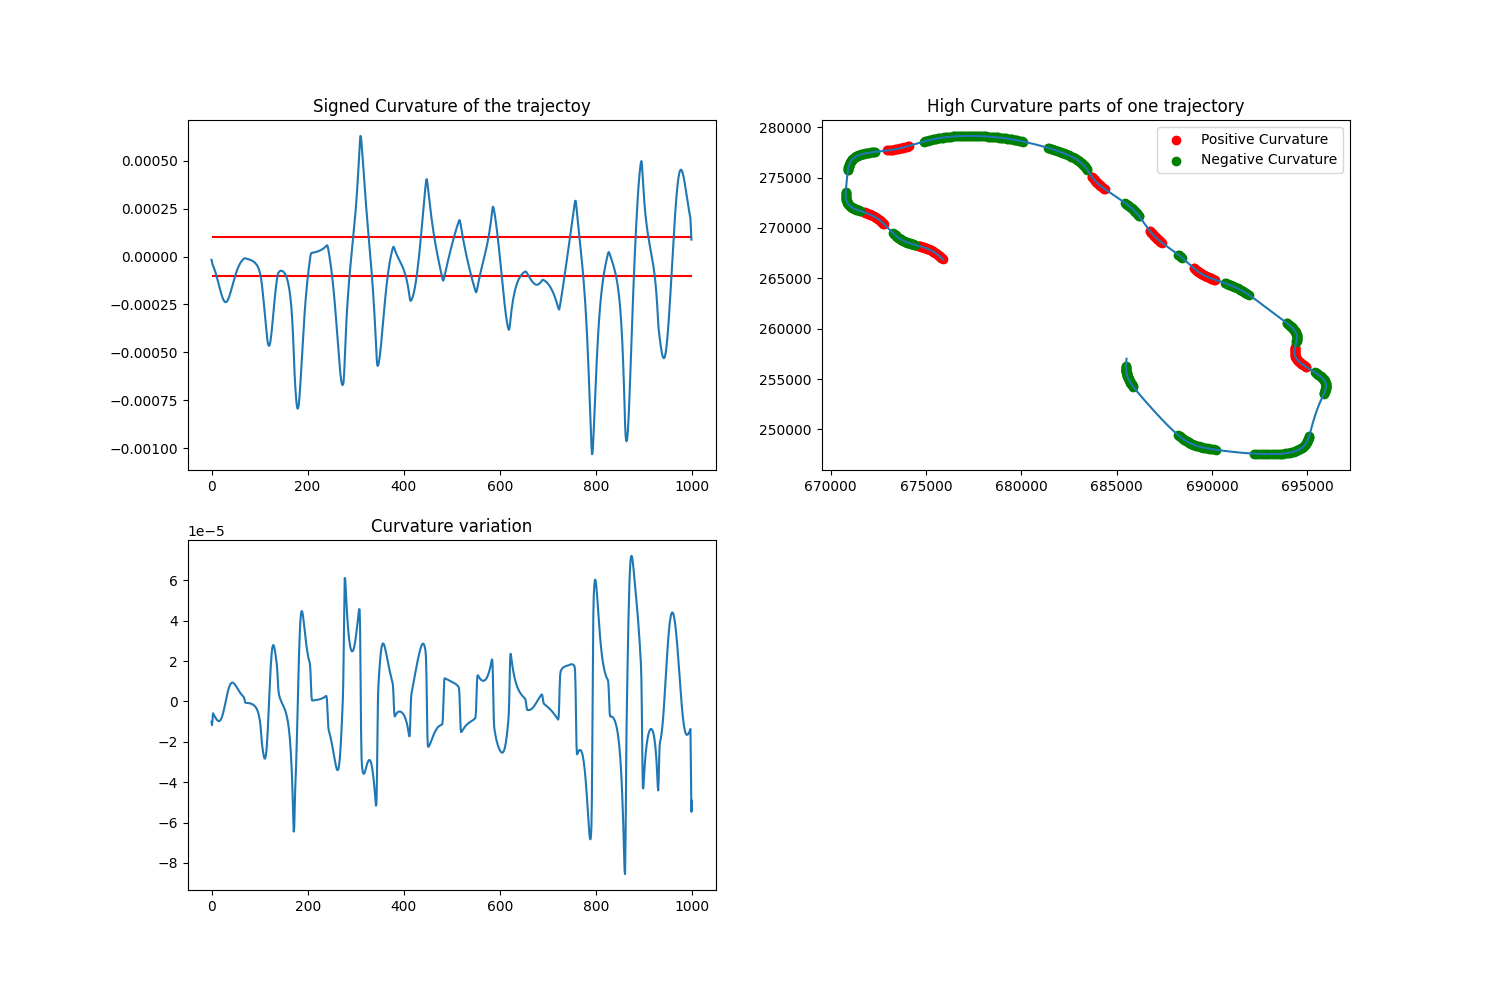 Signed Curvature of the trajectoy
0.00050
0.00025
0.00000
−0.00025
−0.00050
−0.00075
−0.00100
0 200 400 600 800 1000
High Curvature parts of one trajectory
Positive Curvature
Negative Curvature
280000
275000
270000
265000
260000
255000
250000
670000 675000 680000 685000 690000 695000
Curvature variation
1e−5
6
4
2
0
−2
−4
−6
−8
0 200 400 600 800 1000